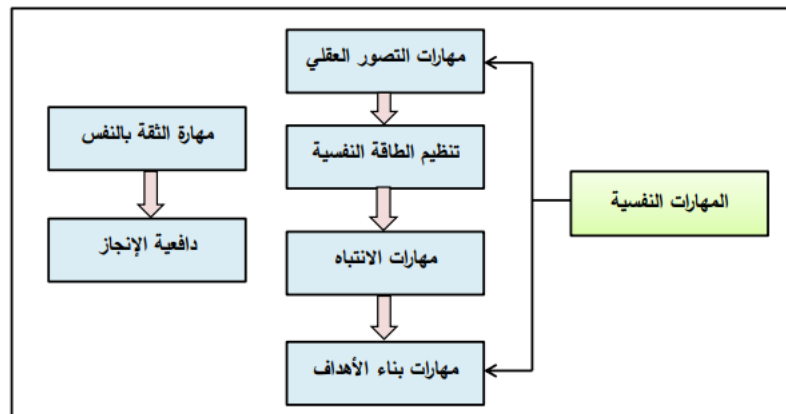 مهارات التصور العقلي
مهارة الثقة بالنفس
تنظيم الطاقة النفسية
المهارات النفسية
دافعية الإنجاز
مهارات الانتباه
مهارات بناء الأهداف